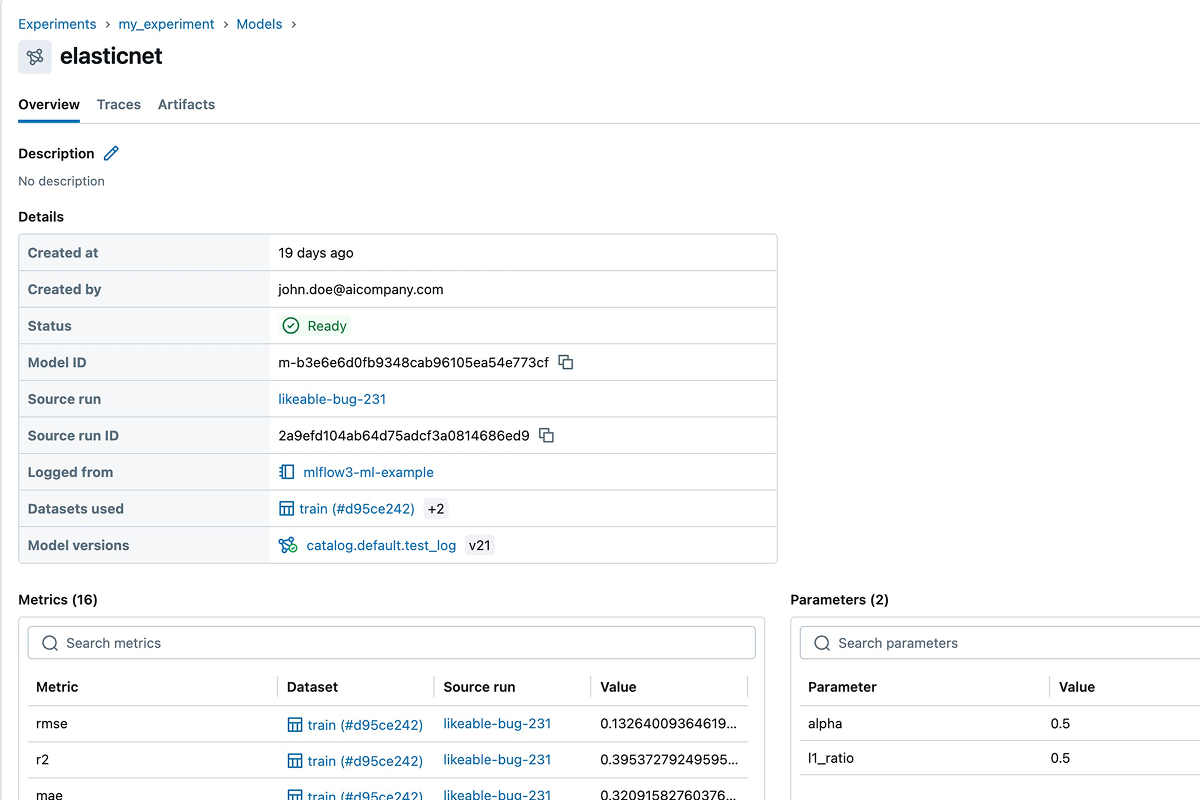 Experiments > my_experiment > Models >
elasticnet
Overview Traces Artifacts
Description
No description
Details
Created at 19 days ago
Created by john.doe@aicompany.com
Status Ready
Model ID m-b3e6e6d0fb9348cab96105ea54e773cf
Source run likeable-bug-231
Source run ID 2a9efd104ab64d75adcf3a0814686ed9
Logged from mlflow3-ml-example
Datasets used train (#d95ce242) +2
Model versions catalog.default.test_log v21
Metrics (16) Parameters (2)
Search metrics Search parameters
Metric Dataset Source run Value Parameter Value
rmse train (#d95ce242) likeable-bug-231 0.13264009364619... alpha 0.5
r2 train (#d95ce242) likeable-bug-231 0.39537279249595... l1_ratio 0.5
mae train (#d95ce242) likeable-bug-231 0.32091582760376...